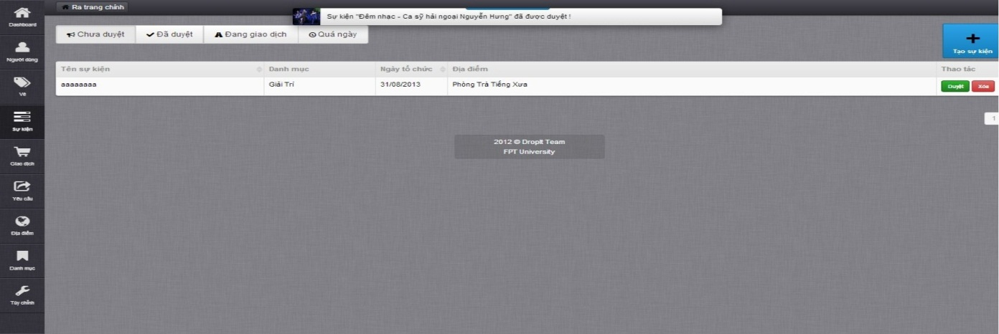 Ra trang chính
Sự kiện "Đêm nhạc - Ca sỹ hải ngoại Nguyễn Hưng" đã được duyệt !
Dashboard
Người dùng
Vé
Sự kiện
Giao dịch
Yêu cầu
Địa điểm
Danh mục
Tùy chỉnh
Chưa duyệt Đã duyệt Đang giao dịch Quá ngày
Tạo sự kiện
Tên sự kiện Danh mục Ngày tổ chức Địa điểm Thao tác
aaaaaaaa Giải Trí 31/08/2013 Phòng Trà Tiếng Xưa Duyệt Xóa
1
2012 © DropIt Team
FPT University